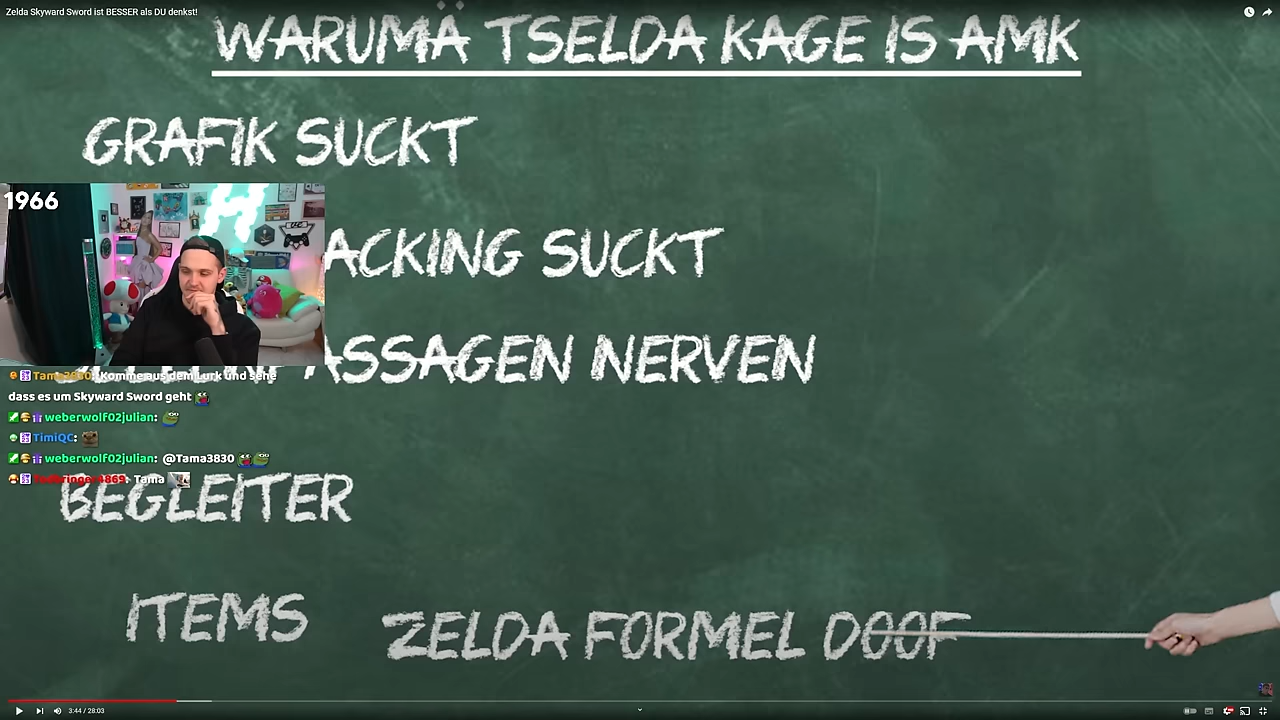 Zelda Skyward Sword ist BESSER als DU denkst!
WARUMÄ TSELDA KAGE IS AMK
GRAFIK SUCKT
1966
ACKING SUCKT
ASSAGEN NERVEN
Tama3830: Komme aus dem Lurk und sehe
dass es um Skyward Sword geht
weberwolf02julian:
TimiQC:
weberwolf02julian: @Tama3830
Tama
BEGLEITER
ITEMS
ZELDA FORMEL DOOF
3:44 / 28:03